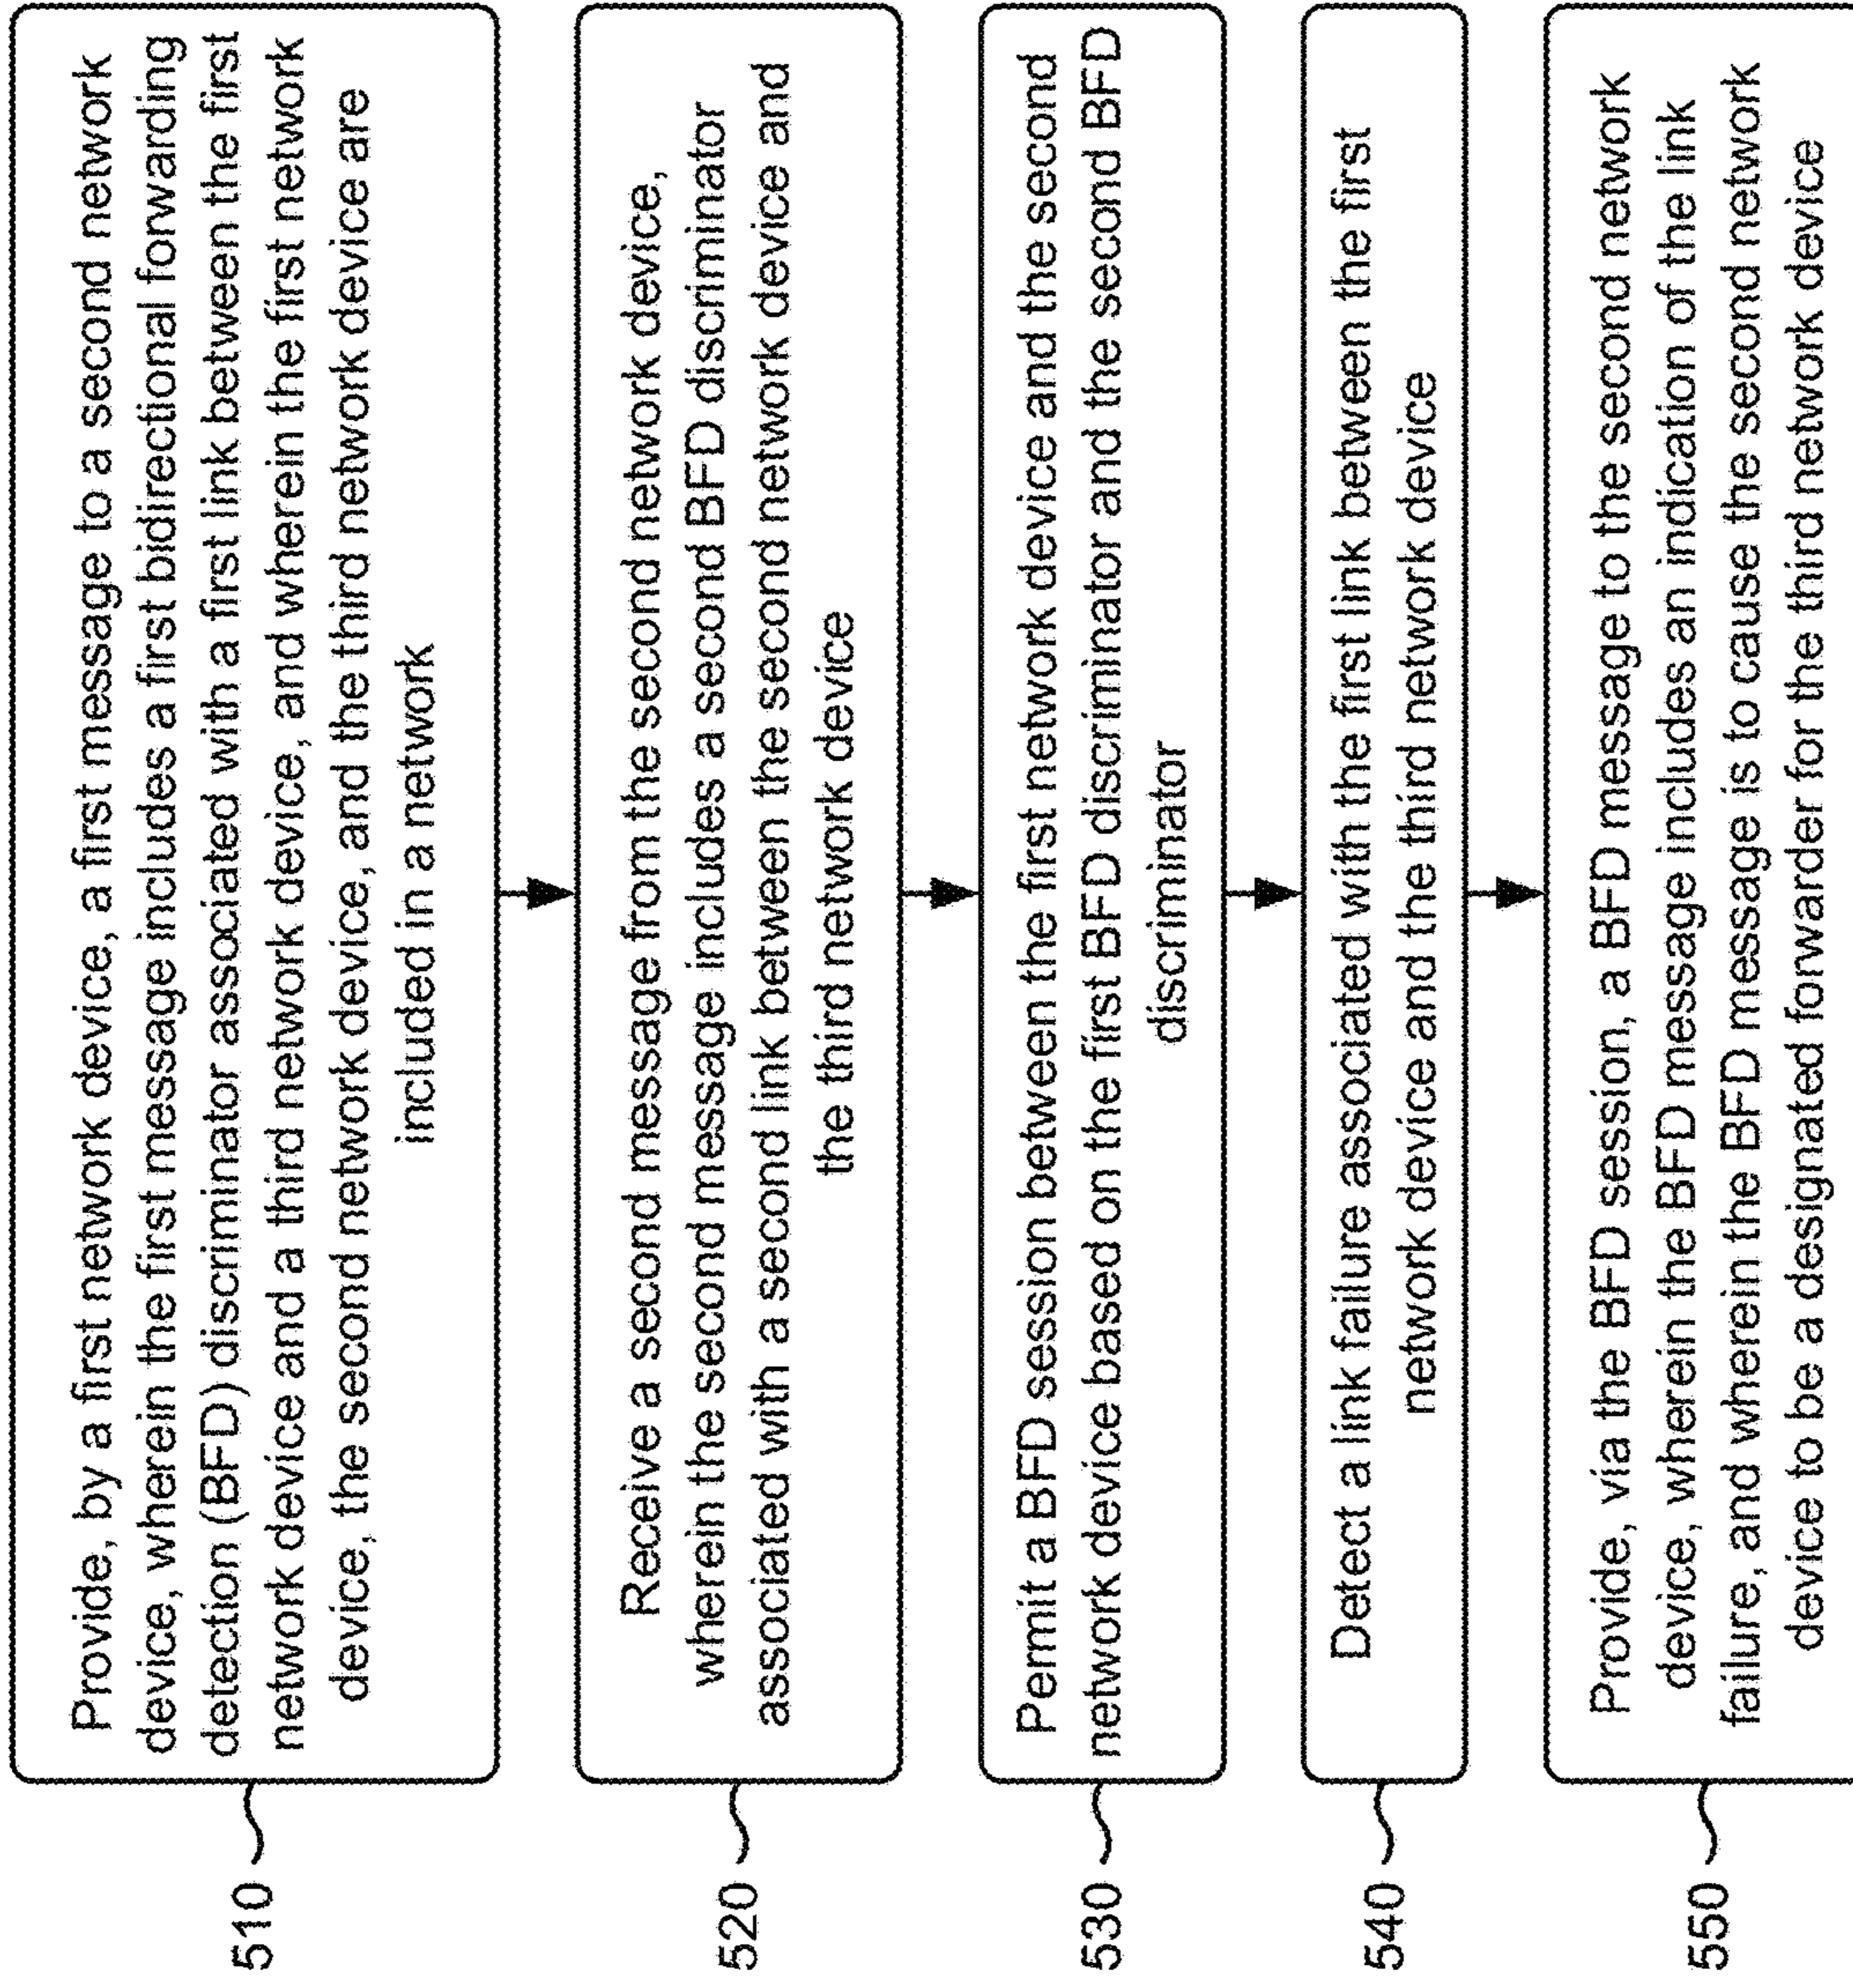 510
Provide, by a first network device, a first message to a second network
device, wherein the first message includes a first bidirectional forwarding
detection (BFD) discriminator associated with a first link between the first
network device and a third network device, and wherein the first network
device, the second network device, and the third network device are
included in a network
520
Receive a second message from the second network device,
wherein the second message includes a second BFD discriminator
associated with a second link between the second network device and
the third network device
530
Permit a BFD session between the first network device and the second
network device based on the first BFD discriminator and the second BFD
discriminator
540
Detect a link failure associated with the first link between the first
network device and the third network device
550
Provide, via the BFD session, a BFD message to the second network
device, wherein the BFD message includes an indication of the link
failure, and wherein the BFD message is to cause the second network
device to be a designated forwarder for the third network device